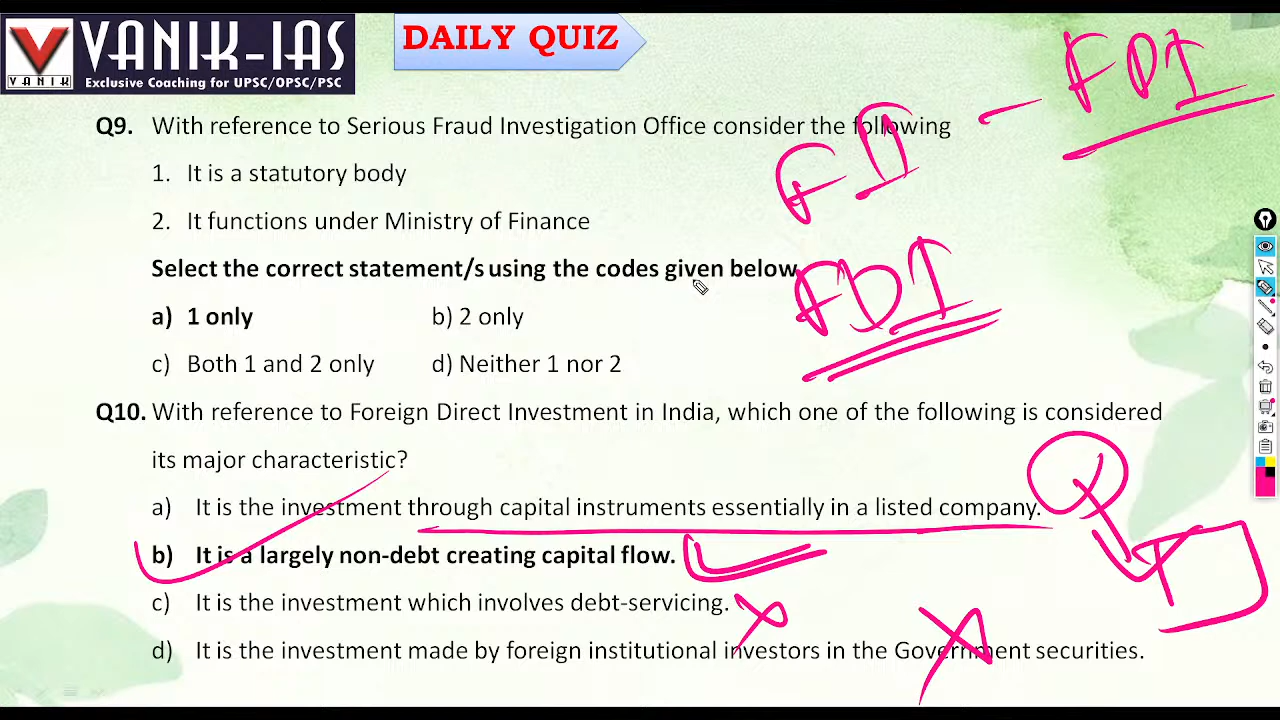 VANIK-IAS
VANIK
Exclusive Coaching for UPSC/OPSC/PSC
DAILY QUIZ
FDI
Q9. With reference to Serious Fraud Investigation Office consider the following
FII
1. It is a statutory body
2. It functions under Ministry of Finance
Select the correct statement/s using the codes given below
FDI
a) 1 only b) 2 only
c) Both 1 and 2 only d) Neither 1 nor 2
Q10. With reference to Foreign Direct Investment in India, which one of the following is considered
its major characteristic?
a) It is the investment through capital instruments essentially in a listed company.
b) It is a largely non-debt creating capital flow.
c) It is the investment which involves debt-servicing.
d) It is the investment made by foreign institutional investors in the Government securities.